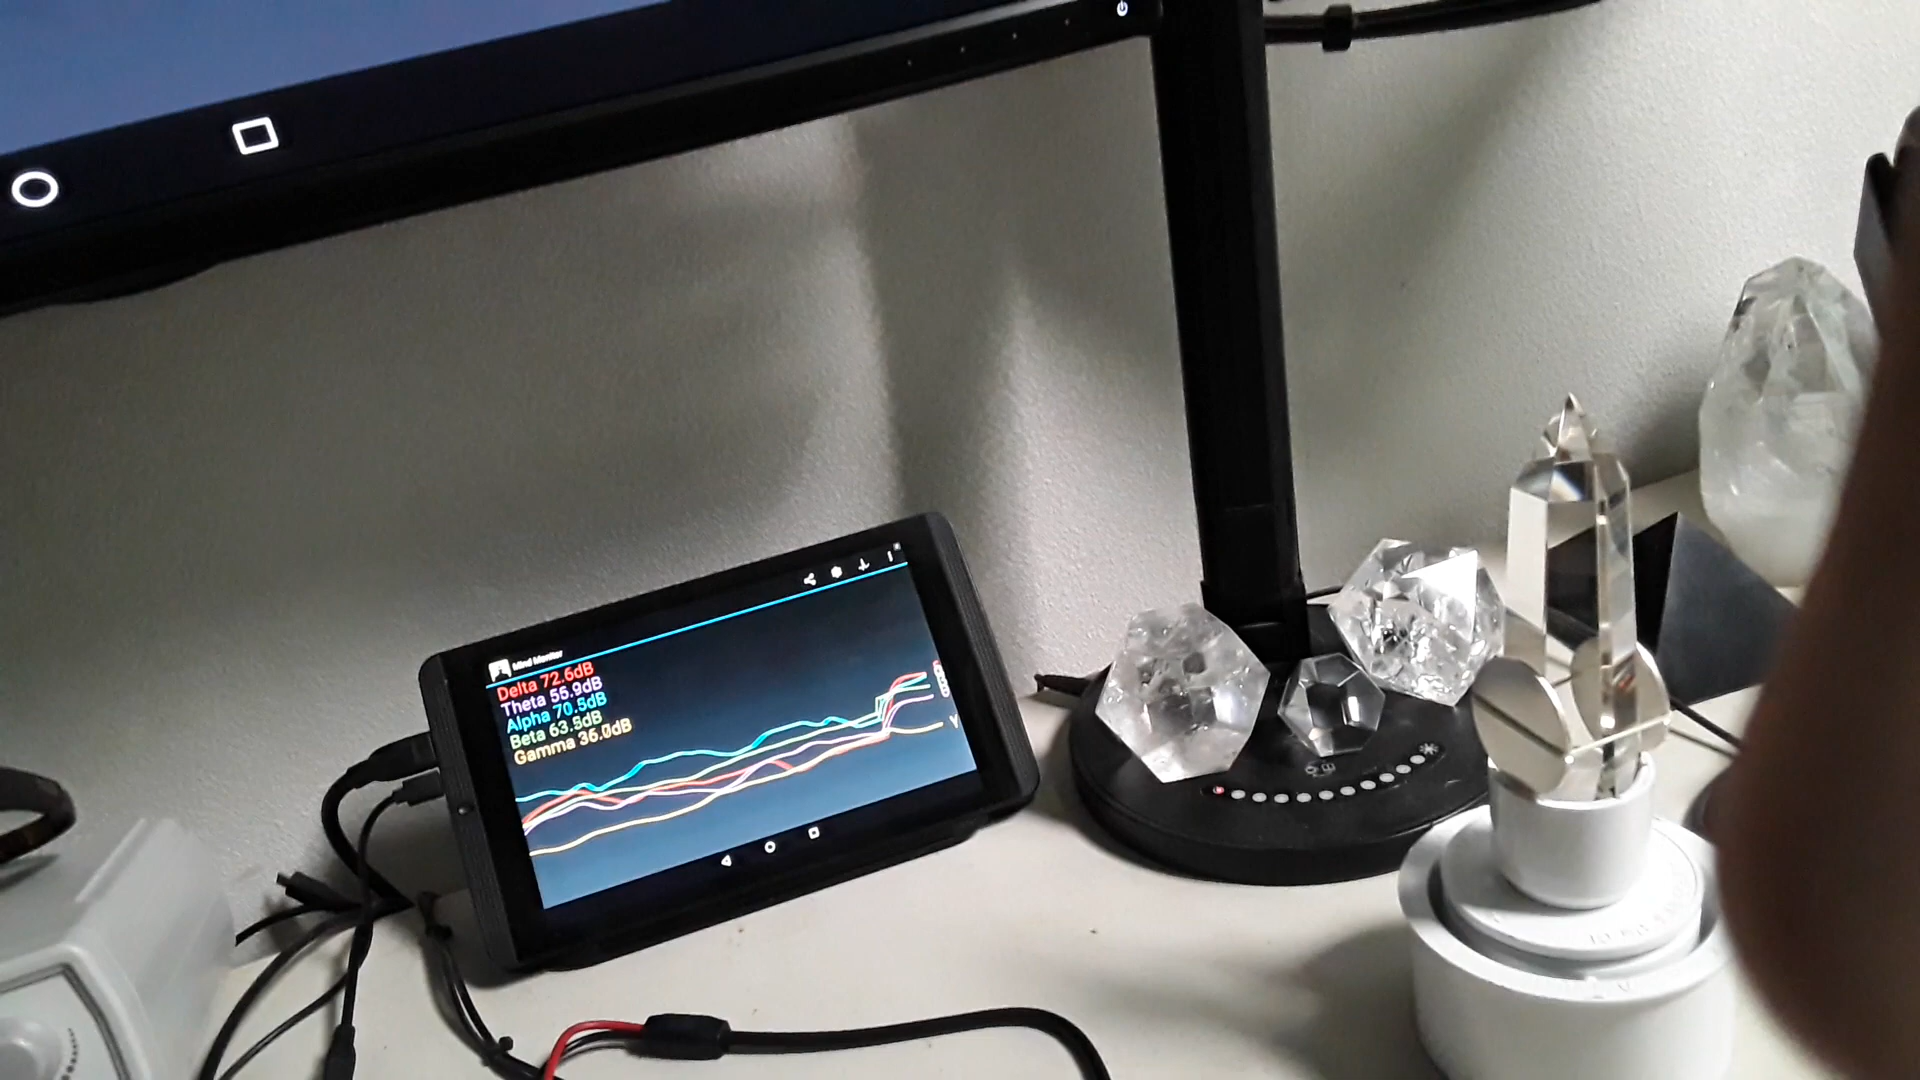 Mind Monitor
Delta 72.6dB
Theta 55.9dB
Alpha 70.5dB
Beta 63.5dB
Gamma 36.0dB